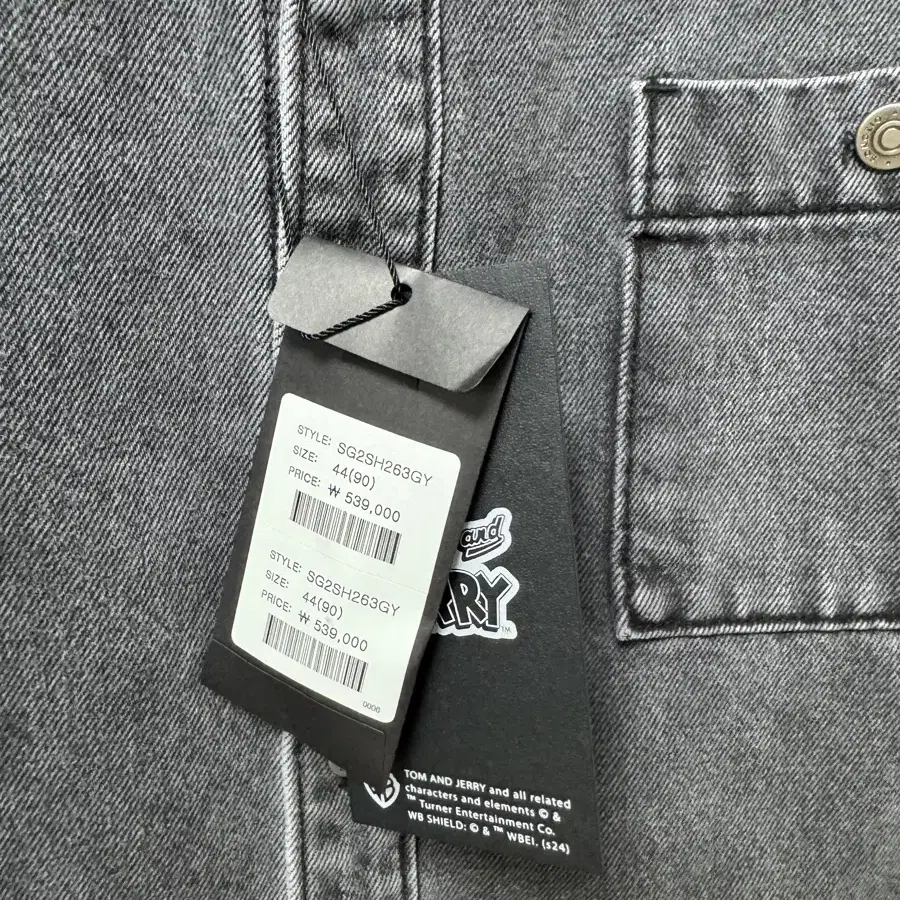 STYLE: SG2SH263GY
SIZE: 44(90)
PRICE: ₩ 539,000
STYLE: SG2SH263GY
SIZE: 44(90)
PRICE: ₩ 539,000
0006
and
RRY™
TOM AND JERRY and all related
characters and elements © &
™ Turner Entertainment Co.
WB SHIELD: © & ™ WBEI. (s24)